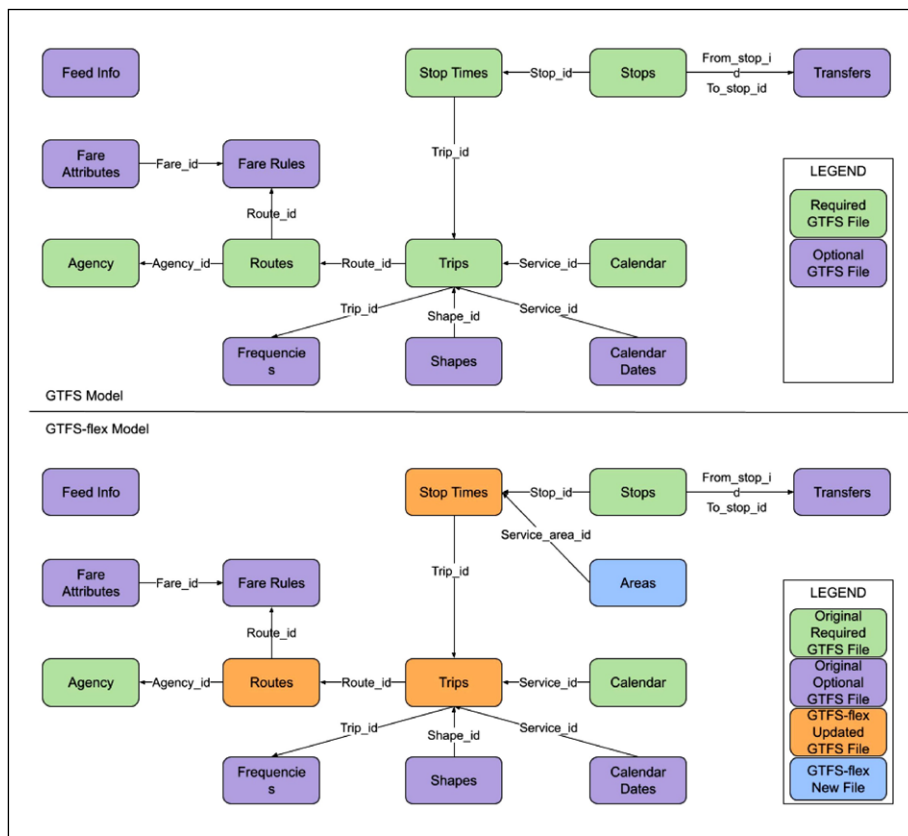 Feed Info
Stop Times
Stop_id
Stops
From_stop_i
d
To_stop_id
Transfers
Fare
Attributes
Fare_id
Fare Rules
Trip_id
LEGEND
Required
GTFS File
Optional
GTFS File
Route_id
Agency
Agency_id
Routes
Route_id
Trips
Service_id
Calendar
Trip_id
Shape_id
Service_id
Frequencie
s
Shapes
Calendar
Dates
GTFS Model
GTFS-flex Model
Feed Info
Stop Times
Stop_id
Stops
From_stop_i
d
To_stop_id
Transfers
Service_area_id
Fare
Attributes
Fare_id
Fare Rules
Trip_id
Areas
LEGEND
Original
Required
GTFS File
Original
Optional
GTFS File
GTFS-flex
Updated
GTFS File
GTFS-flex
New File
Route_id
Agency
Agency_id
Routes
Route_id
Trips
Service_id
Calendar
Trip_id
Shape_id
Service_id
Frequencie
s
Shapes
Calendar
Dates